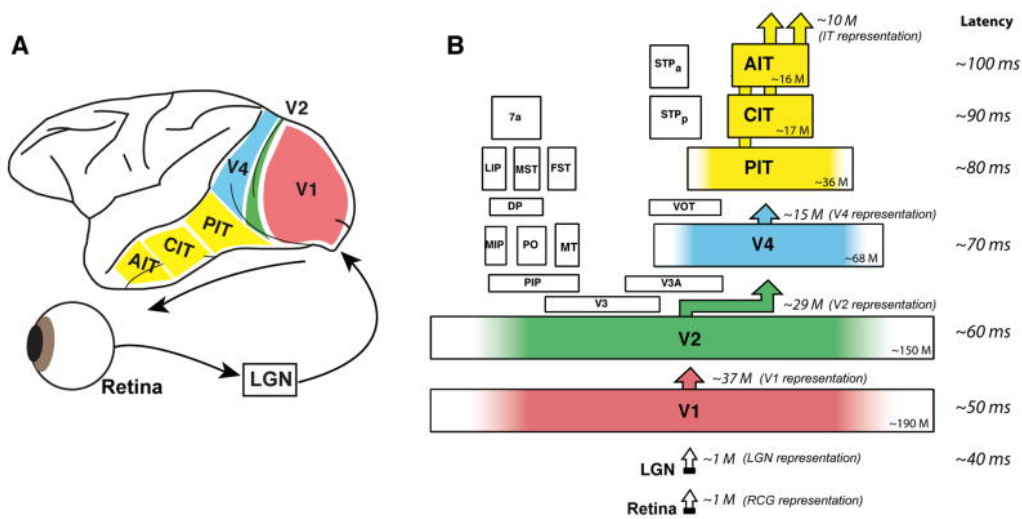 A
V2
V4
V1
PIT
CIT
AIT
Retina
LGN
B
Latency
~10 M
(IT representation)
STPa
AIT
~16 M
~100 ms
7a
STPp
CIT
~17 M
~90 ms
LIP
MST
FST
PIT
~36 M
~80 ms
DP
VOT
~15 M (V4 representation)
MIP
PO
MT
V4
~68 M
~70 ms
PIP
V3A
V3
~29 M (V2 representation)
V2
~150 M
~60 ms
~37 M (V1 representation)
V1
~190 M
~50 ms
LGN
~1 M (LGN representation)
~40 ms
Retina
~1 M (RCG representation)